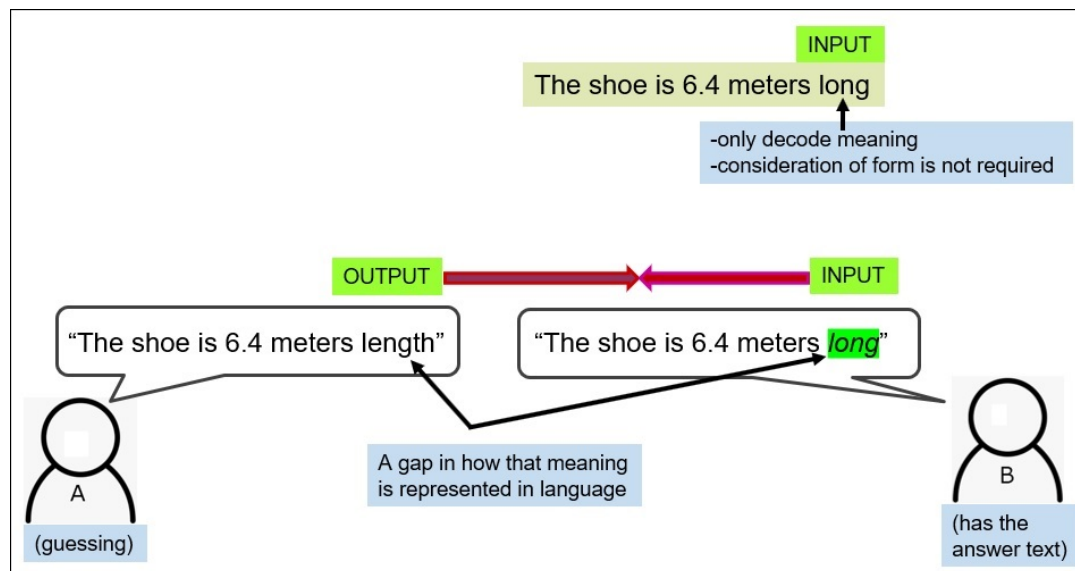 INPUT
The shoe is 6.4 meters long
-only decode meaning
-consideration of form is not required
OUTPUT
INPUT
“The shoe is 6.4 meters length”
“The shoe is 6.4 meters long”
A gap in how that meaning
is represented in language
A
(guessing)
B
(has the
answer text)